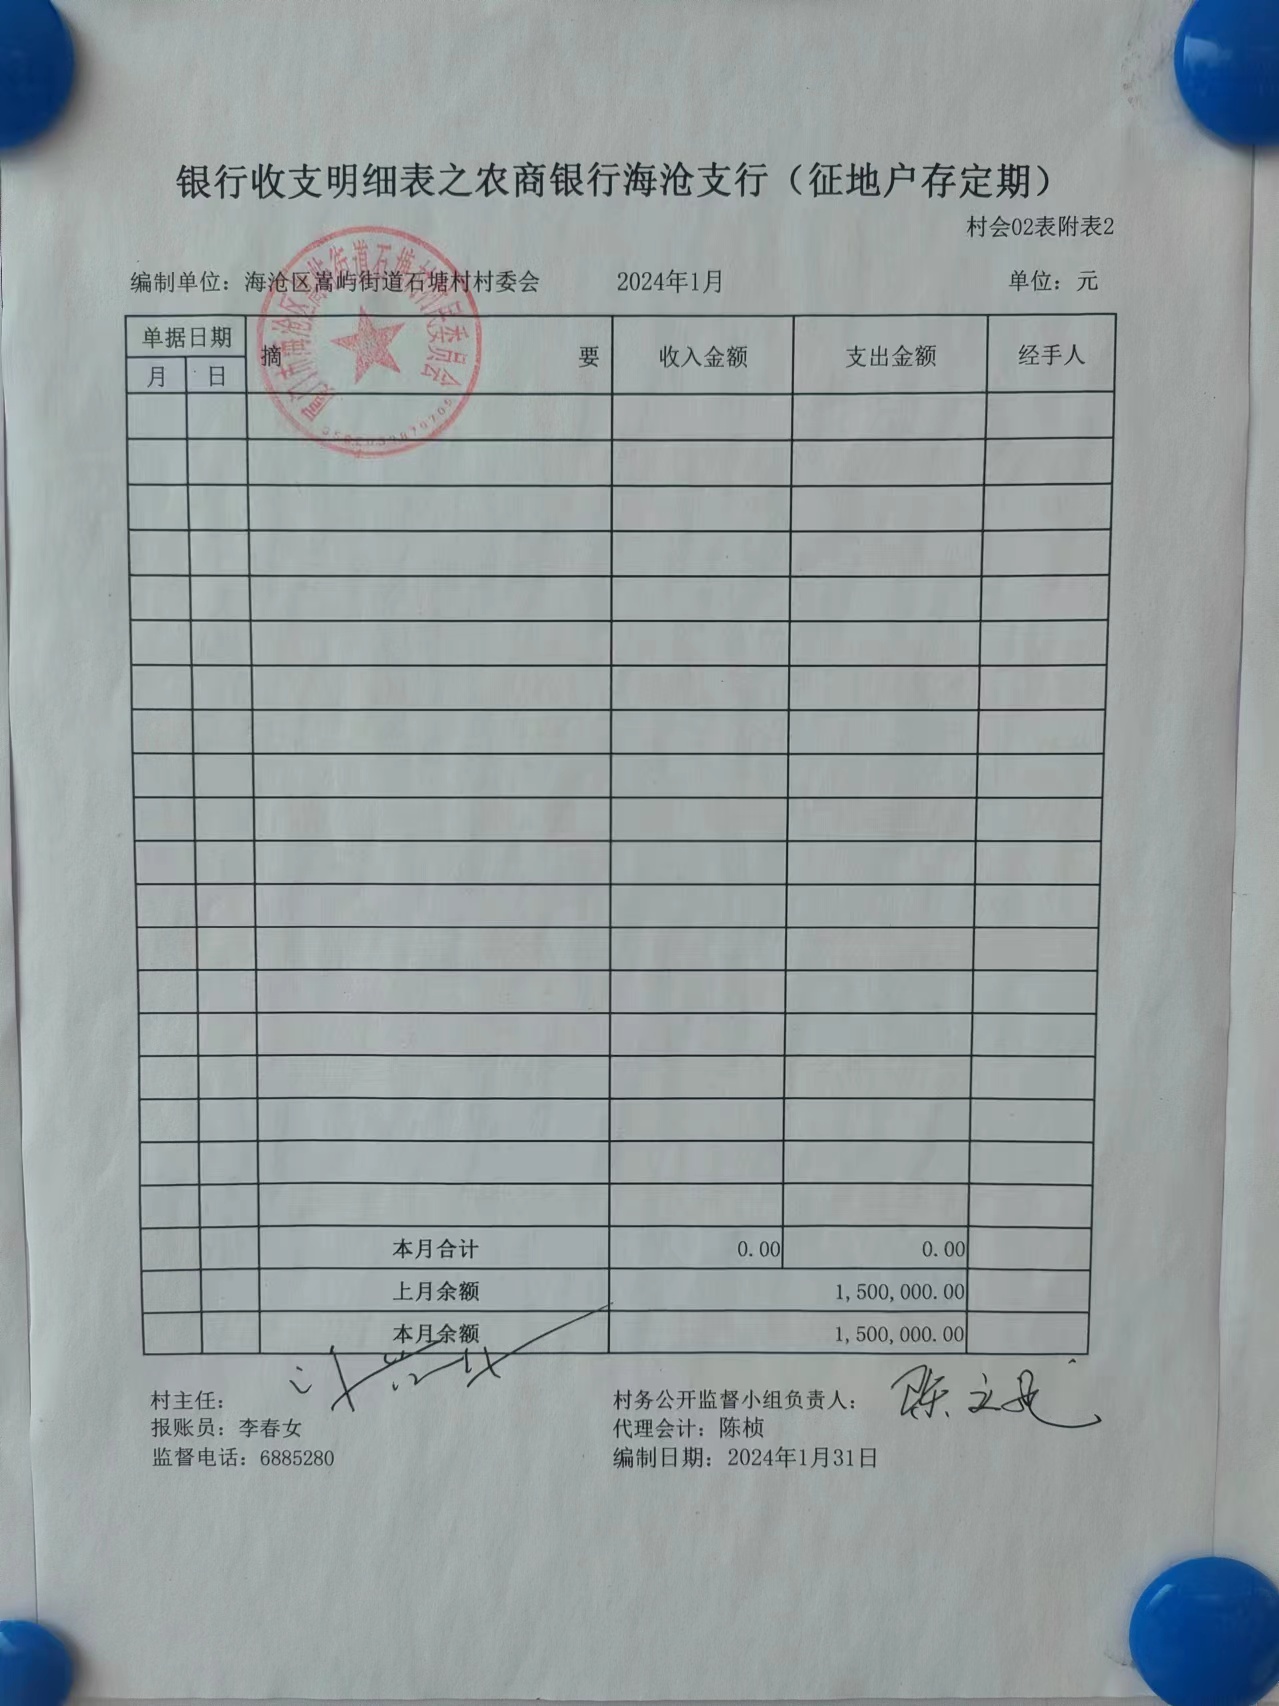 银行收支明细表之农商银行海沧支行（征地户存定期）
村会02表附表2
编制单位：海沧区嵩屿街道石塘村村委会 2024年1月 单位：元
单据日期 摘 要 收入金额 支出金额 经手人
月 日
本月合计 0.00 0.00
上月余额 1,500,000.00
本月余额 1,500,000.00
村主任： 村务公开监督小组负责人：
报账员：李春女 代理会计：陈桢
监督电话：6885280 编制日期：2024年1月31日